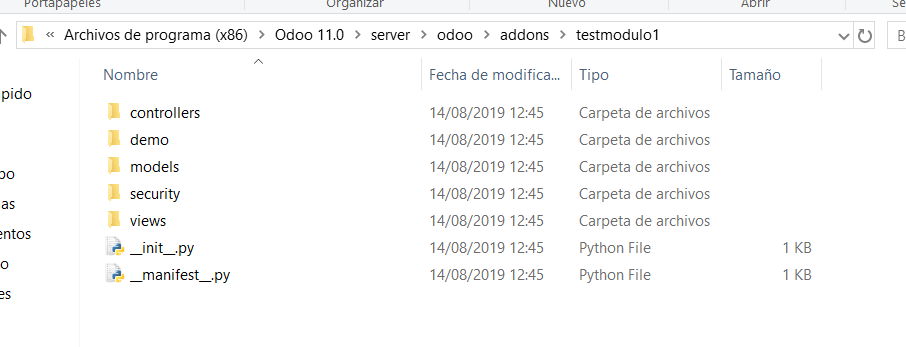 Portapapeles Organizar Nuevo Abrir Se
« Archivos de programa (x86) > Odoo 11.0 > server > odoo > addons > testmodulo1 B
Nombre Fecha de modifica... Tipo Tamaño
pido
controllers 14/08/2019 12:45 Carpeta de archivos
demo 14/08/2019 12:45 Carpeta de archivos
po models 14/08/2019 12:45 Carpeta de archivos
as security 14/08/2019 12:45 Carpeta de archivos
entos views 14/08/2019 12:45 Carpeta de archivos
o __init__.py 14/08/2019 12:45 Python File 1 KB
es __manifest__.py 14/08/2019 12:45 Python File 1 KB